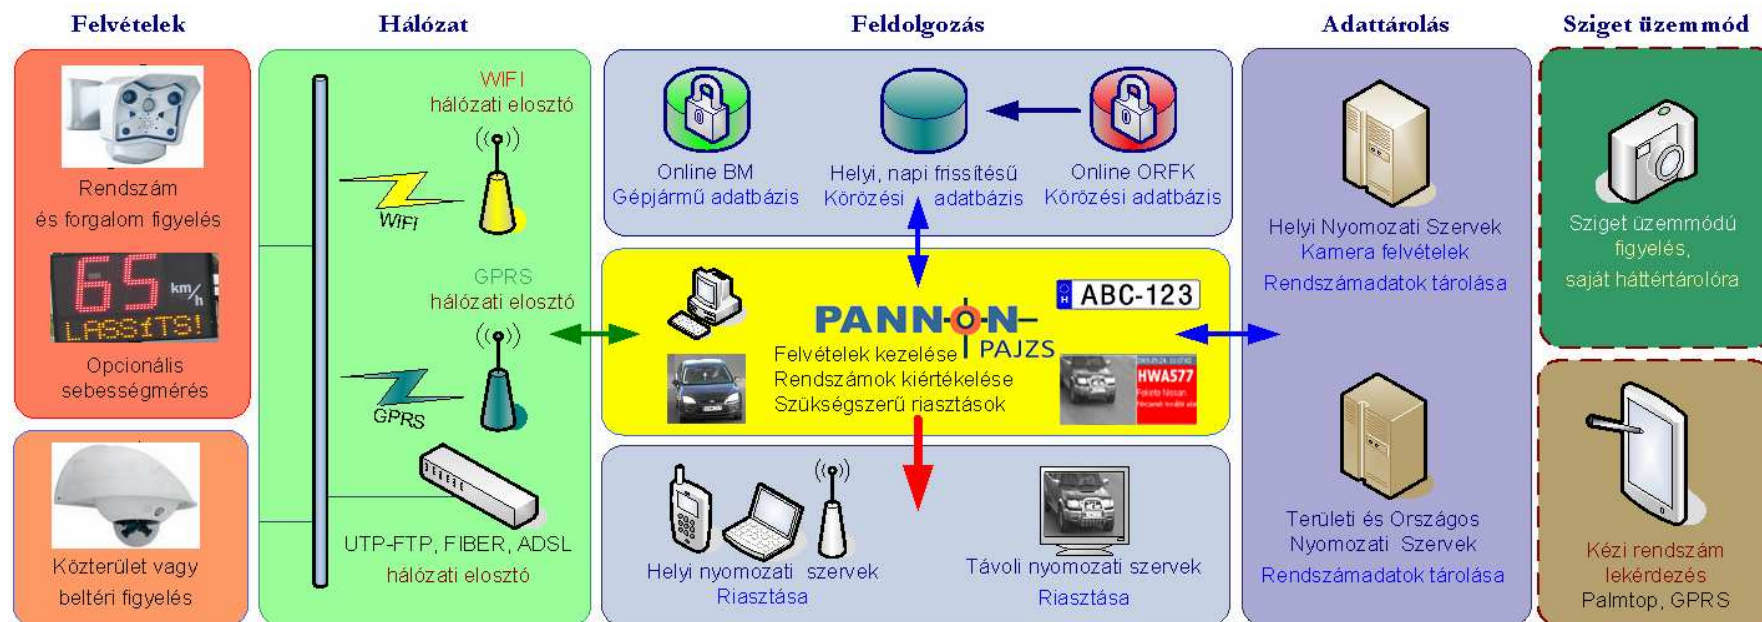 Felvételek
Hálózat
Feldolgozás
Adattárolás
Sziget üzemmód
Rendszám
és forgalom figyelés
65 km/h
LASSíTS!
Opcionális
sebességmérés
Közterület vagy
beltéri figyelés
WIFI
hálózati elosztó
WIFI
GPRS
hálózati elosztó
GPRS
UTP-FTP, FIBER, ADSL
hálózati elosztó
Online BM
Gépjármű adatbázis
Helyi, napi frissítésű
Körözési adatbázis
Online ORFK
Körözési adatbázis
PANNON
PAJZS
H ABC-123
Felvételek kezelése
Rendszámok kiértékelése
Szükségszerű riasztások
HWA577
Fekete Nissan
Helyi nyomozati szervek
Riasztása
Távoli nyomozati szervek
Riasztása
Helyi Nyomozati Szervek
Kamera felvételek
Rendszámadatok tárolása
Területi és Országos
Nyomozati Szervek
Rendszámadatok tárolása
Sziget üzemmódú
figyelés,
saját háttértárolóra
Kézi rendszám
lekérdezés
Palmtop, GPRS